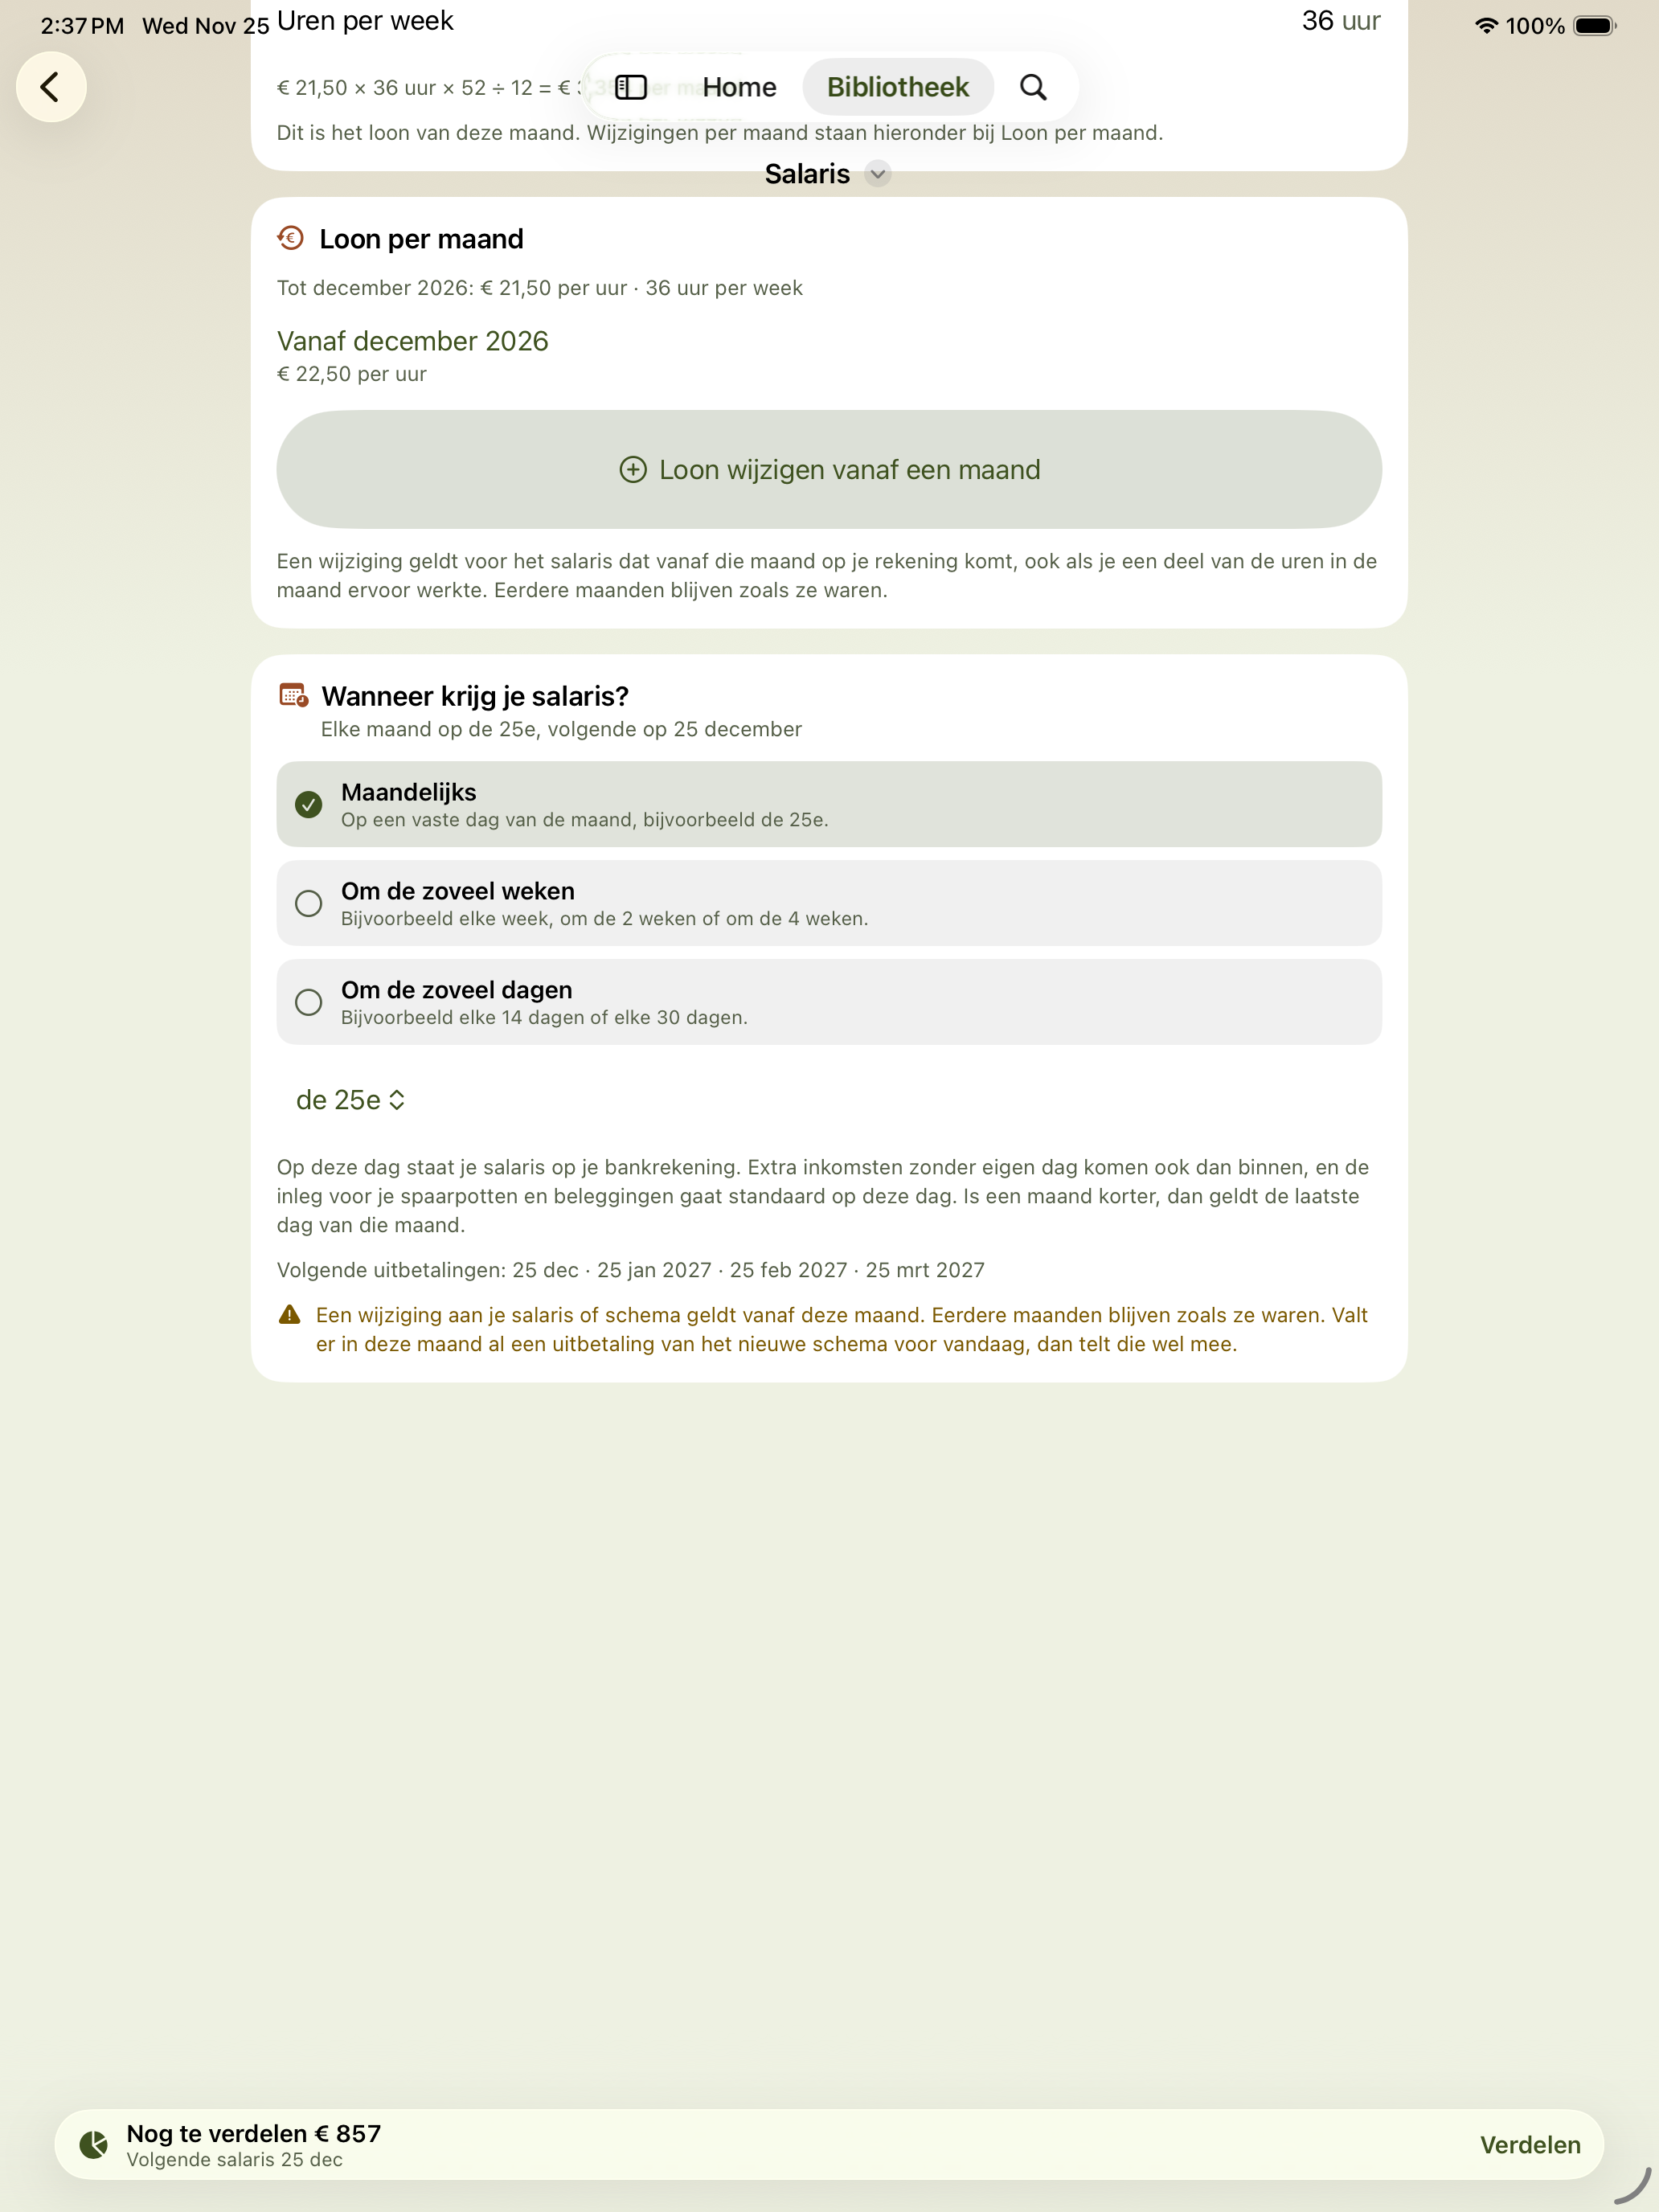 2:37 PM Wed Nov 25
100%
Uren per week
36 uur
€ 21,50 × 36 uur × 52 ÷ 12 = €
Home
Bibliotheek
Dit is het loon van deze maand. Wijzigingen per maand staan hieronder bij Loon per maand.
Salaris
Loon per maand
Tot december 2026: € 21,50 per uur · 36 uur per week
Vanaf december 2026
€ 22,50 per uur
Loon wijzigen vanaf een maand
Een wijziging geldt voor het salaris dat vanaf die maand op je rekening komt, ook als je een deel van de uren in de
maand ervoor werkte. Eerdere maanden blijven zoals ze waren.
Wanneer krijg je salaris?
Elke maand op de 25e, volgende op 25 december
Maandelijks
Op een vaste dag van de maand, bijvoorbeeld de 25e.
Om de zoveel weken
Bijvoorbeeld elke week, om de 2 weken of om de 4 weken.
Om de zoveel dagen
Bijvoorbeeld elke 14 dagen of elke 30 dagen.
de 25e
Op deze dag staat je salaris op je bankrekening. Extra inkomsten zonder eigen dag komen ook dan binnen, en de
inleg voor je spaarpotten en beleggingen gaat standaard op deze dag. Is een maand korter, dan geldt de laatste
dag van die maand.
Volgende uitbetalingen: 25 dec · 25 jan 2027 · 25 feb 2027 · 25 mrt 2027
Een wijziging aan je salaris of schema geldt vanaf deze maand. Eerdere maanden blijven zoals ze waren. Valt
er in deze maand al een uitbetaling van het nieuwe schema voor vandaag, dan telt die wel mee.
Nog te verdelen € 857
Volgende salaris 25 dec
Verdelen